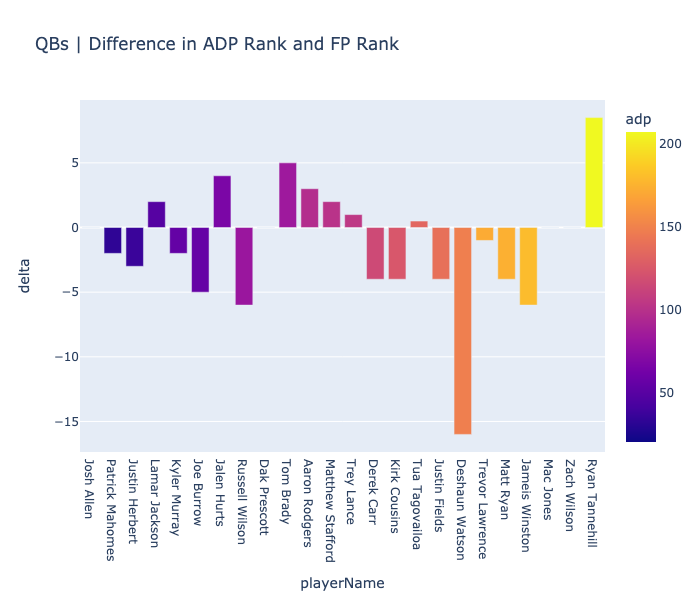 QBs | Difference in ADP Rank and FP Rank
adp
200
150
100
50
5
0
−5
−10
−15
delta
Josh Allen
Patrick Mahomes
Justin Herbert
Lamar Jackson
Kyler Murray
Joe Burrow
Jalen Hurts
Russell Wilson
Dak Prescott
Tom Brady
Aaron Rodgers
Matthew Stafford
Trey Lance
Derek Carr
Kirk Cousins
Tua Tagovailoa
Justin Fields
Deshaun Watson
Trevor Lawrence
Matt Ryan
Jameis Winston
Mac Jones
Zach Wilson
Ryan Tannehill
playerName